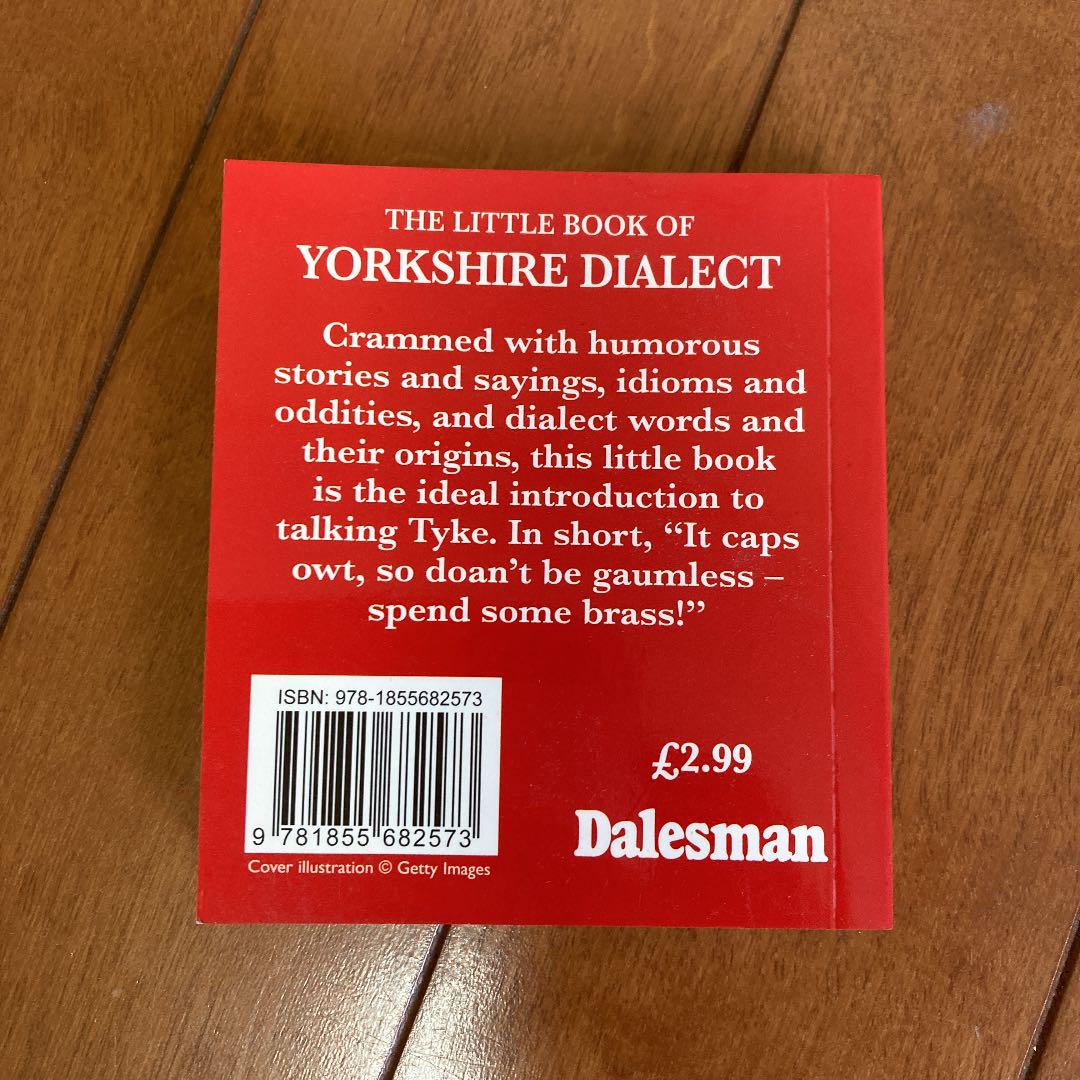 THE LITTLE BOOK OF
YORKSHIRE DIALECT
Crammed with humorous
stories and sayings, idioms and
oddities, and dialect words and
their origins, this little book
is the ideal introduction to
talking Tyke. In short, “It caps
owt, so doan’t be gaumless –
spend some brass!”
ISBN: 978-1855682573
9 781855 682573
Cover illustration © Getty Images
£2.99
Dalesman